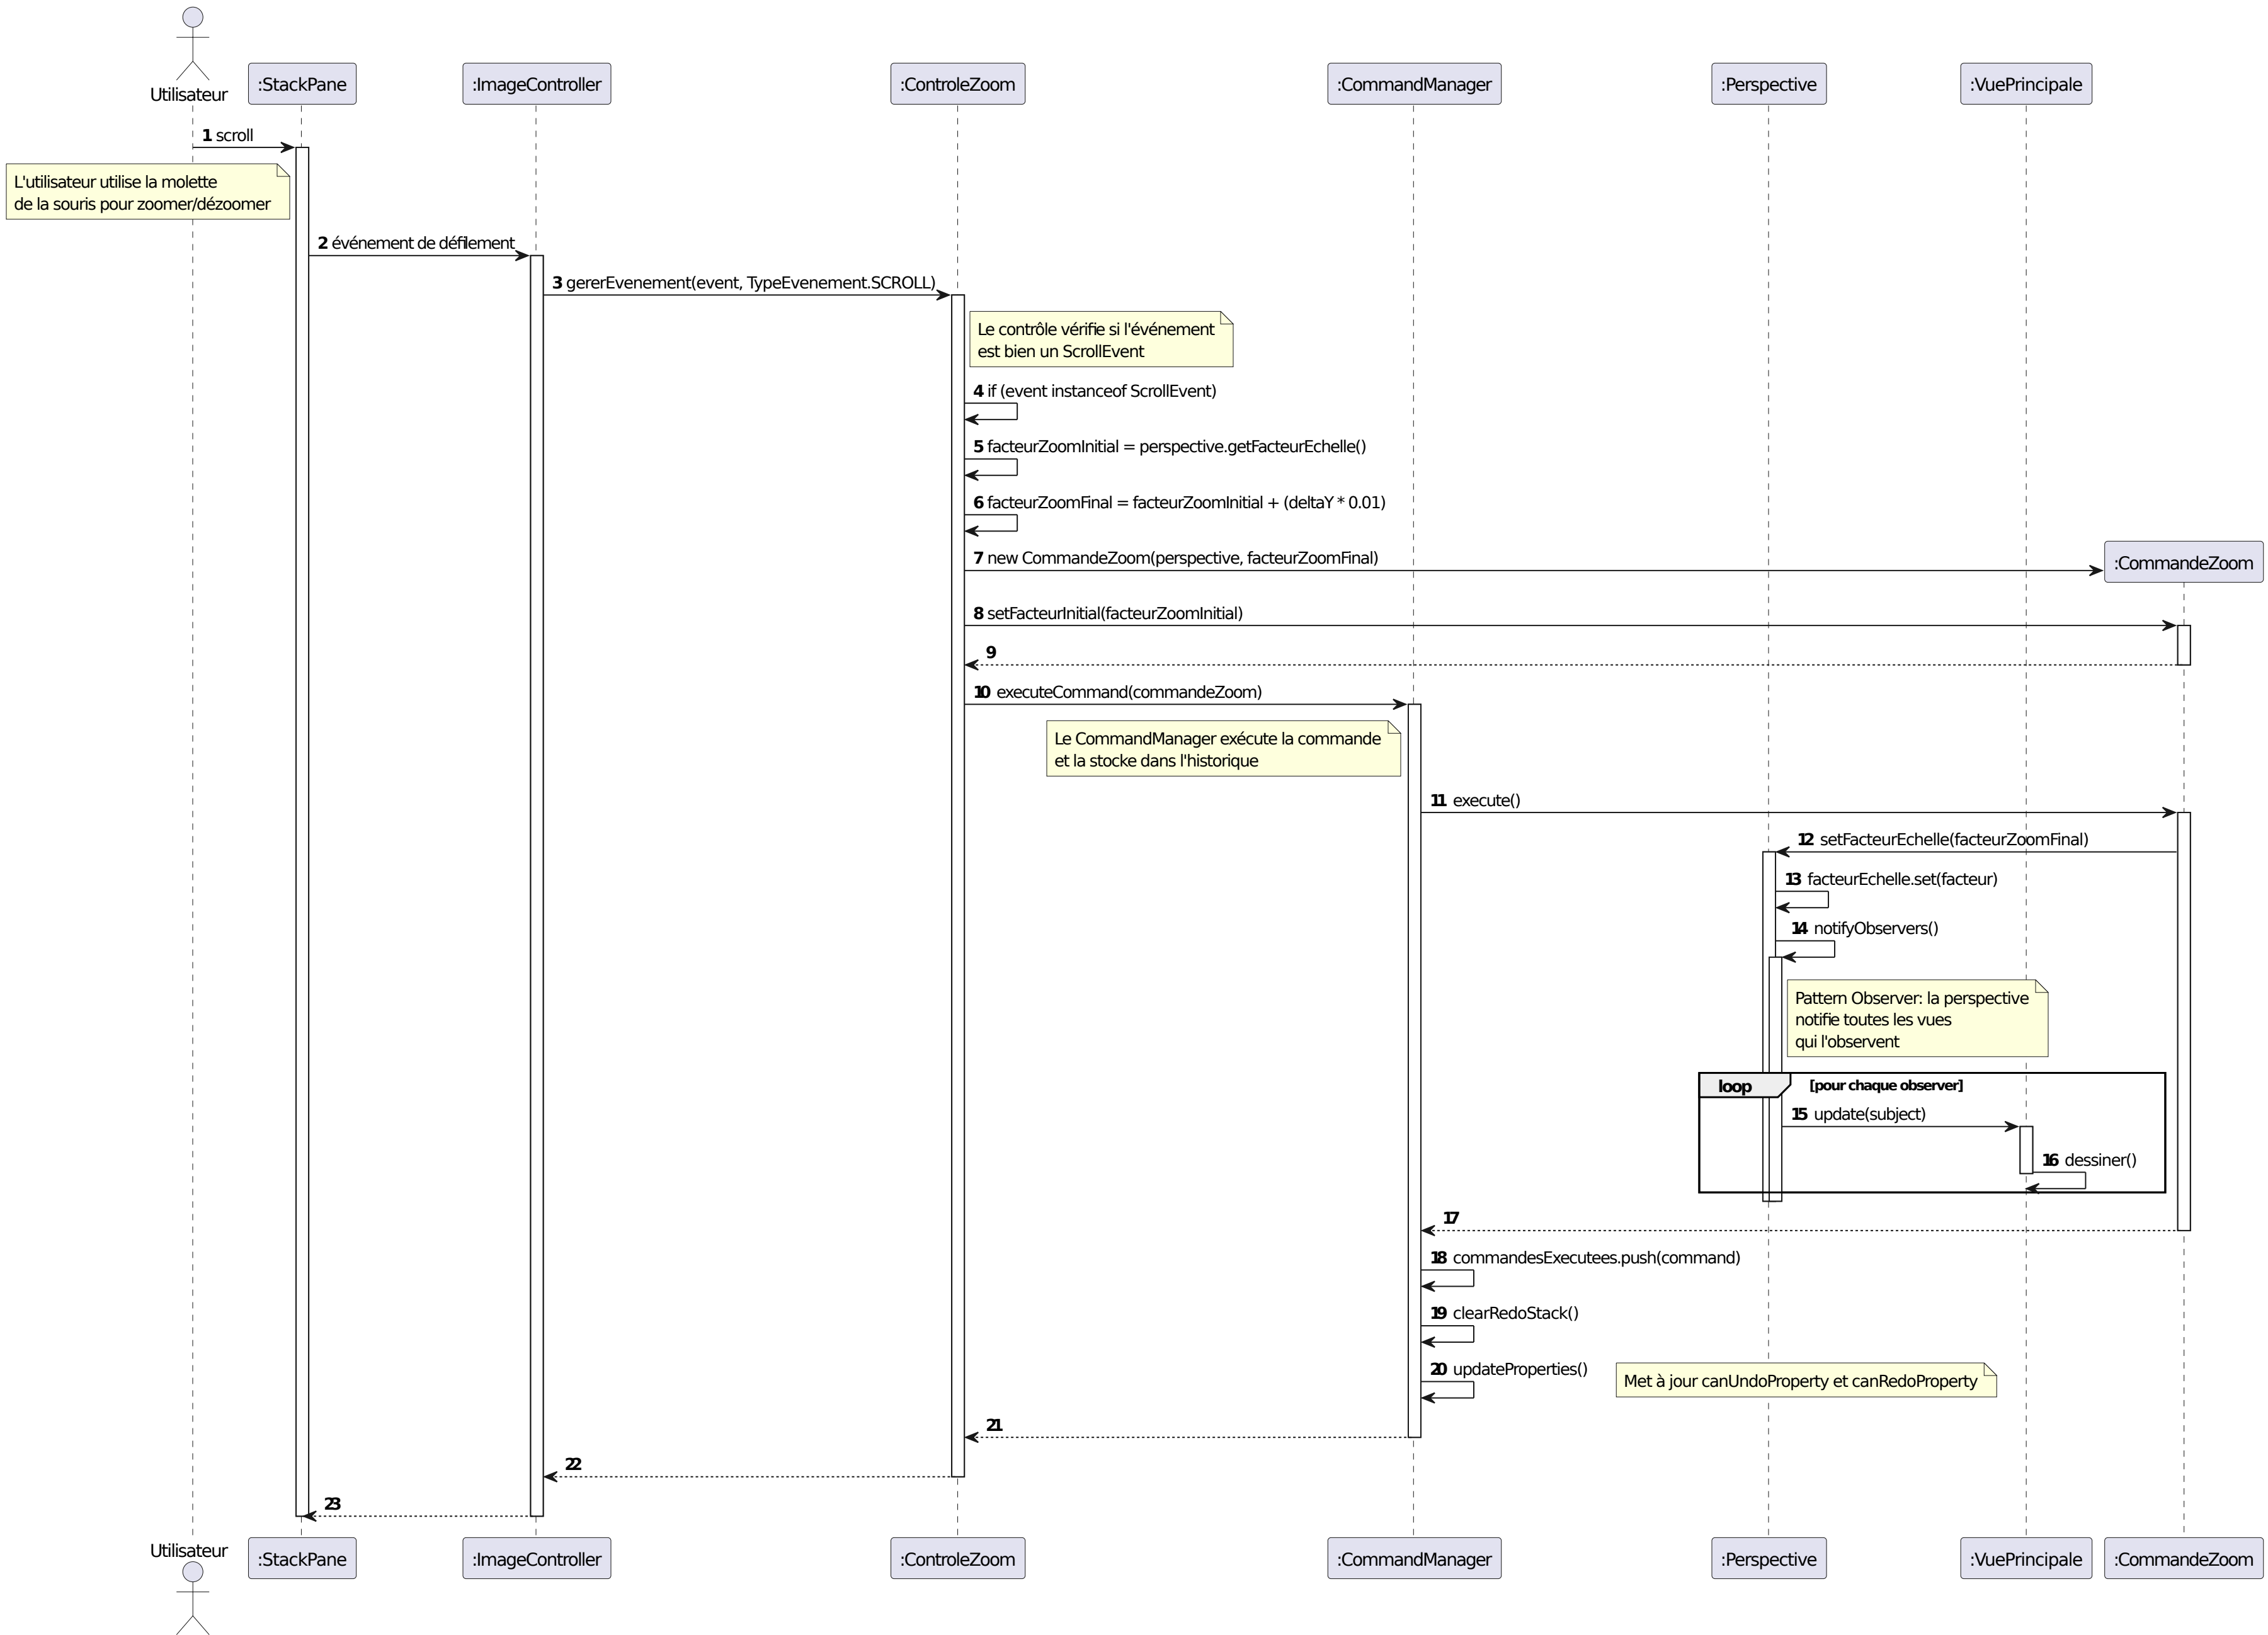 Utilisateur
:StackPane
:ImageController
:ControleZoom
:CommandManager
:Perspective
:VuePrincipale
1 scroll
L'utilisateur utilise la molette
de la souris pour zoomer/dézoomer
2 événement de défilement
3 gererEvenement(event, TypeEvenement.SCROLL)
Le contrôle vérifie si l'événement
est bien un ScrollEvent
4 if (event instanceof ScrollEvent)
5 facteurZoomInitial = perspective.getFacteurEchelle()
6 facteurZoomFinal = facteurZoomInitial + (deltaY * 0.01)
7 new CommandeZoom(perspective, facteurZoomFinal)
:CommandeZoom
8 setFacteurInitial(facteurZoomInitial)
9
10 executeCommand(commandeZoom)
Le CommandManager exécute la commande
et la stocke dans l'historique
11 execute()
12 setFacteurEchelle(facteurZoomFinal)
13 facteurEchelle.set(facteur)
14 notifyObservers()
Pattern Observer: la perspective
notifie toutes les vues
qui l'observent
loop [pour chaque observer]
15 update(subject)
16 dessiner()
17
18 commandesExecutees.push(command)
19 clearRedoStack()
20 updateProperties()
Met à jour canUndoProperty et canRedoProperty
21
22
23
Utilisateur
:StackPane
:ImageController
:ControleZoom
:CommandManager
:Perspective
:VuePrincipale
:CommandeZoom